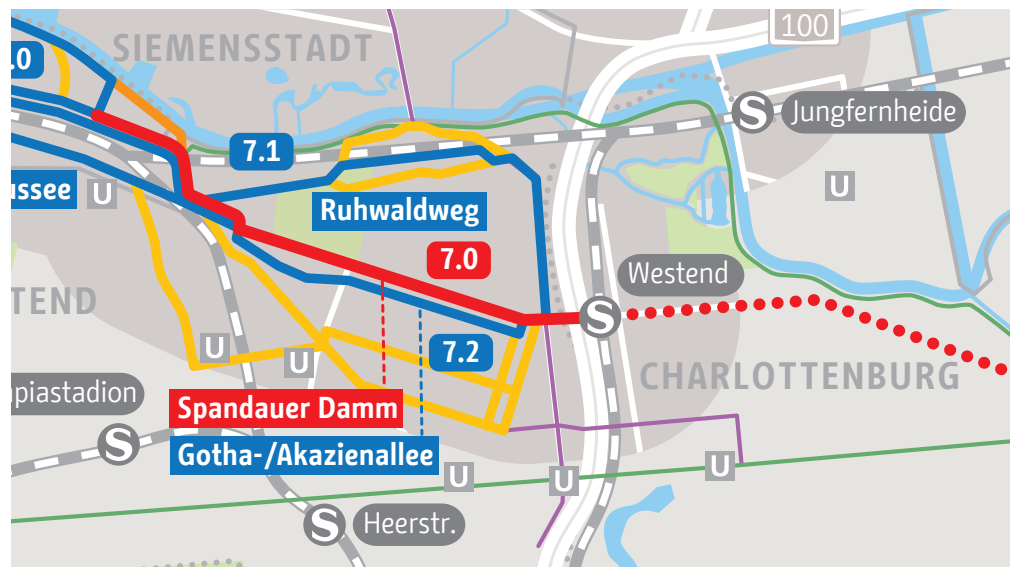 100
.0
SIEMENSSTADT
S
Jungfernheide
7.1
ussee
U
U
Ruhwaldweg
7.0
Westend
TEND
S
U
U
7.2
CHARLOTTENBURG
piastadion
Spandauer Damm
S
Gotha-/Akazienallee
U
U
U
S
Heerstr.